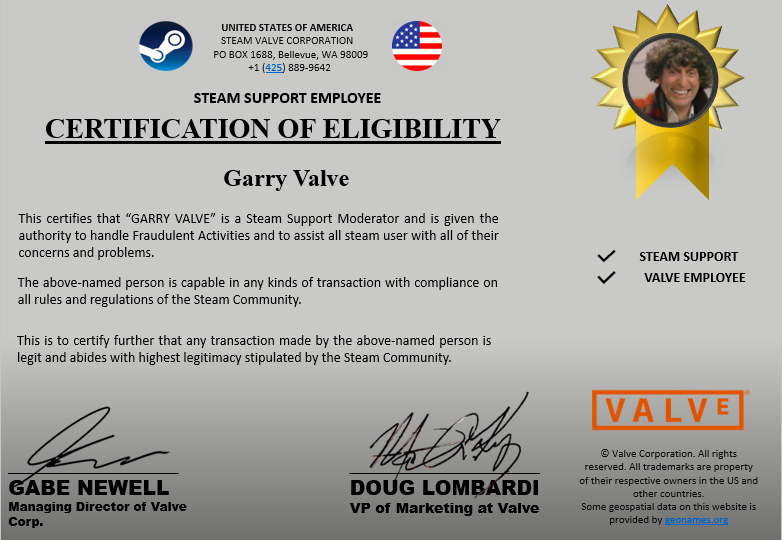 UNITED STATES OF AMERICA
STEAM VALVE CORPORATION
PO BOX 1688, Bellevue, WA 98009
+1 (425) 889-9642
STEAM SUPPORT EMPLOYEE
CERTIFICATION OF ELIGIBILITY
Garry Valve
This certifies that “GARRY VALVE” is a Steam Support Moderator and is given the
authority to handle Fraudulent Activities and to assist all steam user with all of their
concerns and problems.
The above-named person is capable in any kinds of transaction with compliance on
all rules and regulations of the Steam Community.
This is to certify further that any transaction made by the above-named person is
legit and abides with highest legitimacy stipulated by the Steam Community.
STEAM SUPPORT
VALVE EMPLOYEE
GABE NEWELL
Managing Director of Valve
Corp.
DOUG LOMBARDI
VP of Marketing at Valve
VALVE®
© Valve Corporation. All rights
reserved. All trademarks are property
of their respective owners in the US and
other countries.
Some geospatial data on this website is
provided by geonames.org